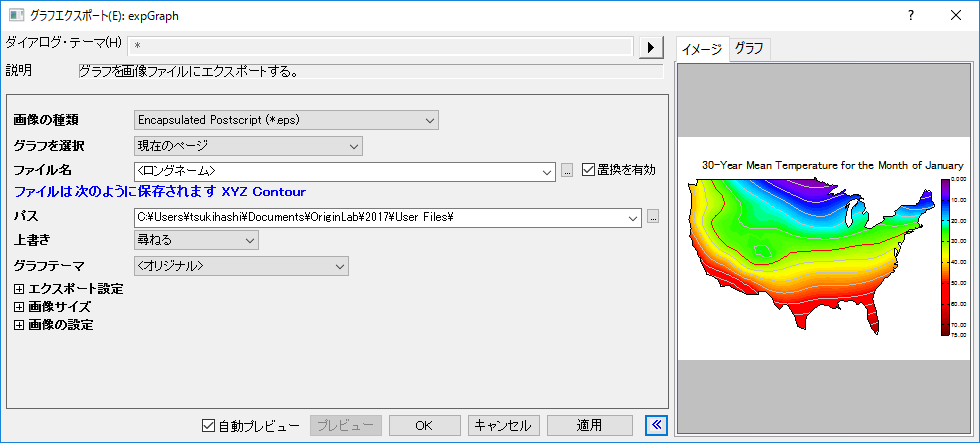 グラフエクスポート(E): expGraph
ダイアログ・テーマ(H) *
説明 グラフを画像ファイルにエクスポートする。
画像の種類 Encapsulated Postscript (*.eps)
グラフを選択 現在のページ
ファイル名 <ロングネーム> ... 置換を有効
ファイルは次のように保存されます XYZ Contour
パス C:¥Users¥tsukihashi¥Documents¥OriginLab¥2017¥User Files¥ ...
上書き 尋ねる
グラフテーマ <オリジナル>
エクスポート設定
画像サイズ
画像の設定
自動プレビュー プレビュー OK キャンセル 適用
イメージ グラフ
30-Year Mean Temperature for the Month of January
0.000
10.00
20.00
30.00
40.00
50.00
60.00
70.00
75.00